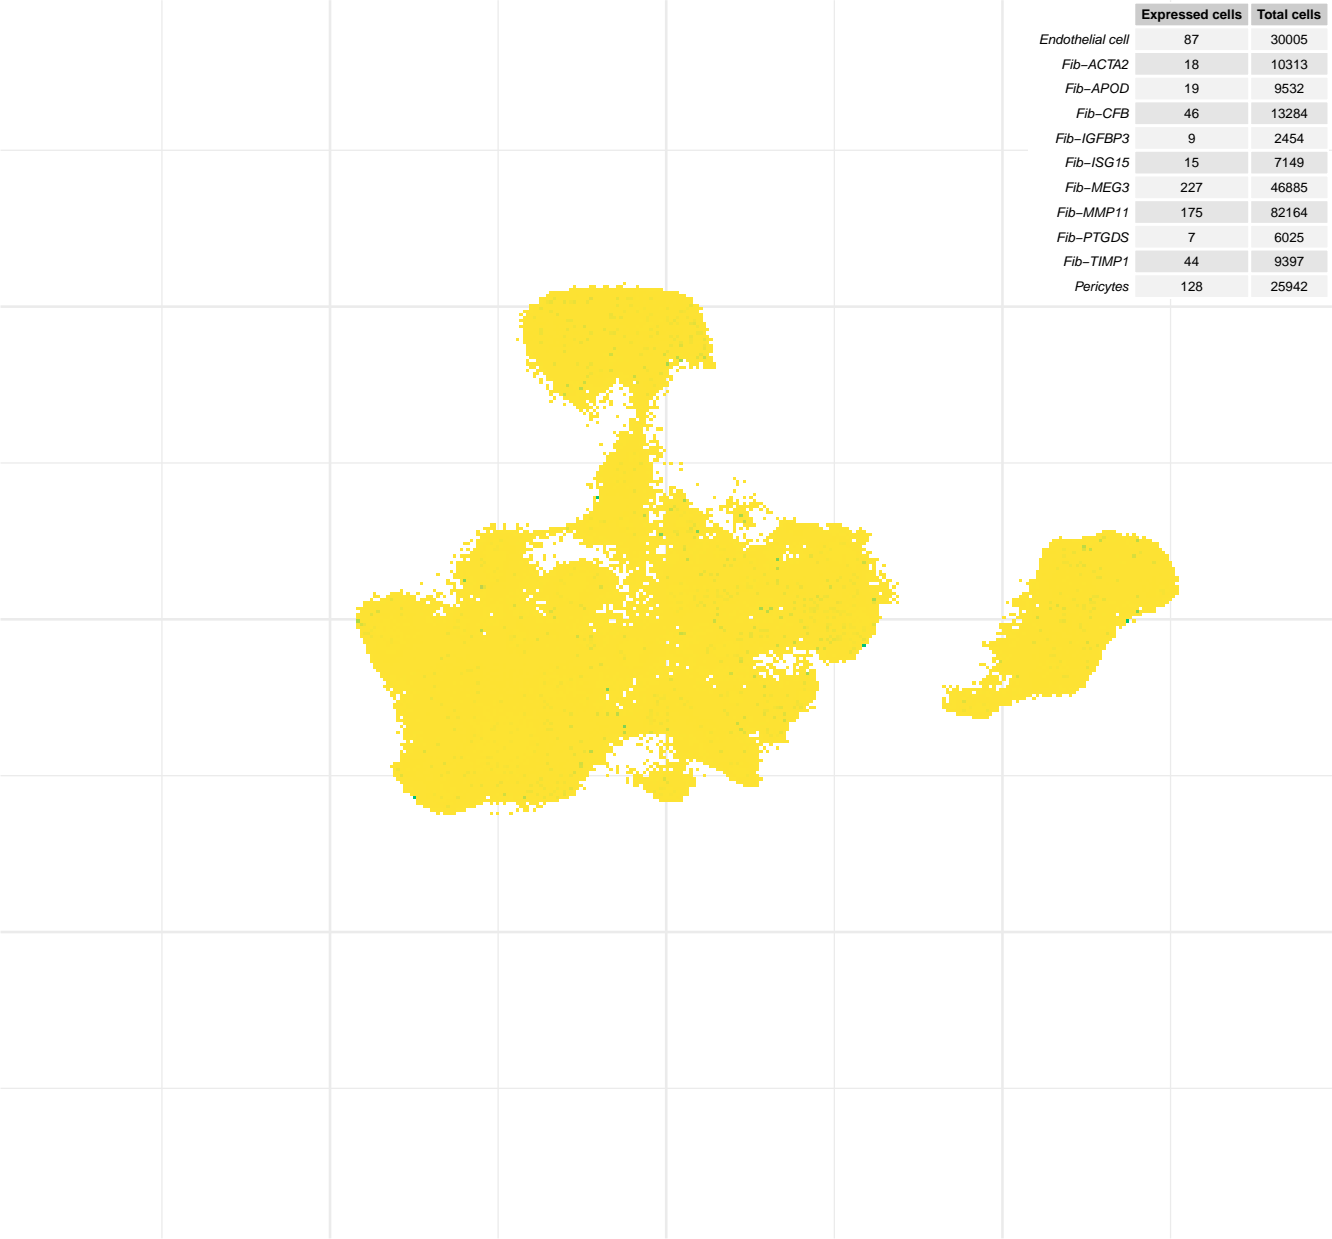 Expressed cells Total cells
Endothelial cell 87 30005
Fib−ACTA2 18 10313
Fib−APOD 19 9532
Fib−CFB 46 13284
Fib−IGFBP3 9 2454
Fib−ISG15 15 7149
Fib−MEG3 227 46885
Fib−MMP11 175 82164
Fib−PTGDS 7 6025
Fib−TIMP1 44 9397
Pericytes 128 25942